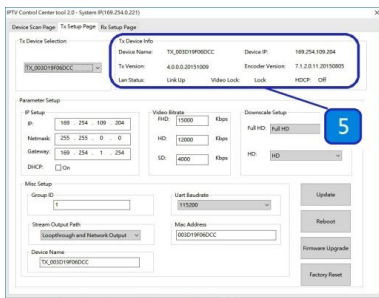 IPTV Control Center tool 2.0 - System IP(169.254.0.221)
Device Scan Page Tx Setup Page Rx Setup Page
Tx Device Selection
TX_003D19F06DCC
Tx Device Info
Device Name: TX_003D19F06DCC Device IP: 169.254.109.204
Tx Version: 4.0.0.0.20151009 Encoder Version: 7.1.2.0.11.20150805
Lan Status: Link Up Video Lock: Lock HDCP: Off
5
Parameter Setup
IP Setup
IP: 169 . 254 . 109 . 204
Netmask: 255 . 255 . 0 . 0
Gateway: 169 . 254 . 1 . 254
DHCP: On
Video Bitrate
FHD: 15000 Kbps
HD: 12000 Kbps
SD: 4000 Kbps
Downscale Setup
Full HD: Full HD
HD: HD
Misc Setup
Group ID
1
Uart Baudrate
115200
Stream Output Path
Loopthrough and Network Output
Mac Address
003D19F06DCC
Device Name
TX_003D19F06DCC
Update
Reboot
Firmware Upgrade
Factory Reset